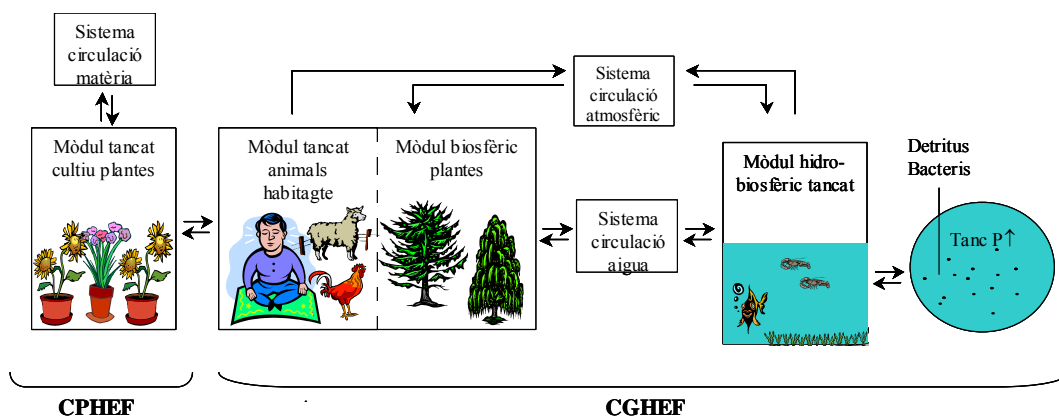 Sistema
circulació
matèria
Sistema
circulació
atmosfèric
Mòdul tancat
cultiu plantes
Mòdul tancat
animals
habitagte
Mòdul biosfèric
plantes
Sistema
circulació
aigua
Mòdul hidro-
biosfèric tancat
Detritus
Bacteris
Tanc P↑
CPHEF
CGHEF